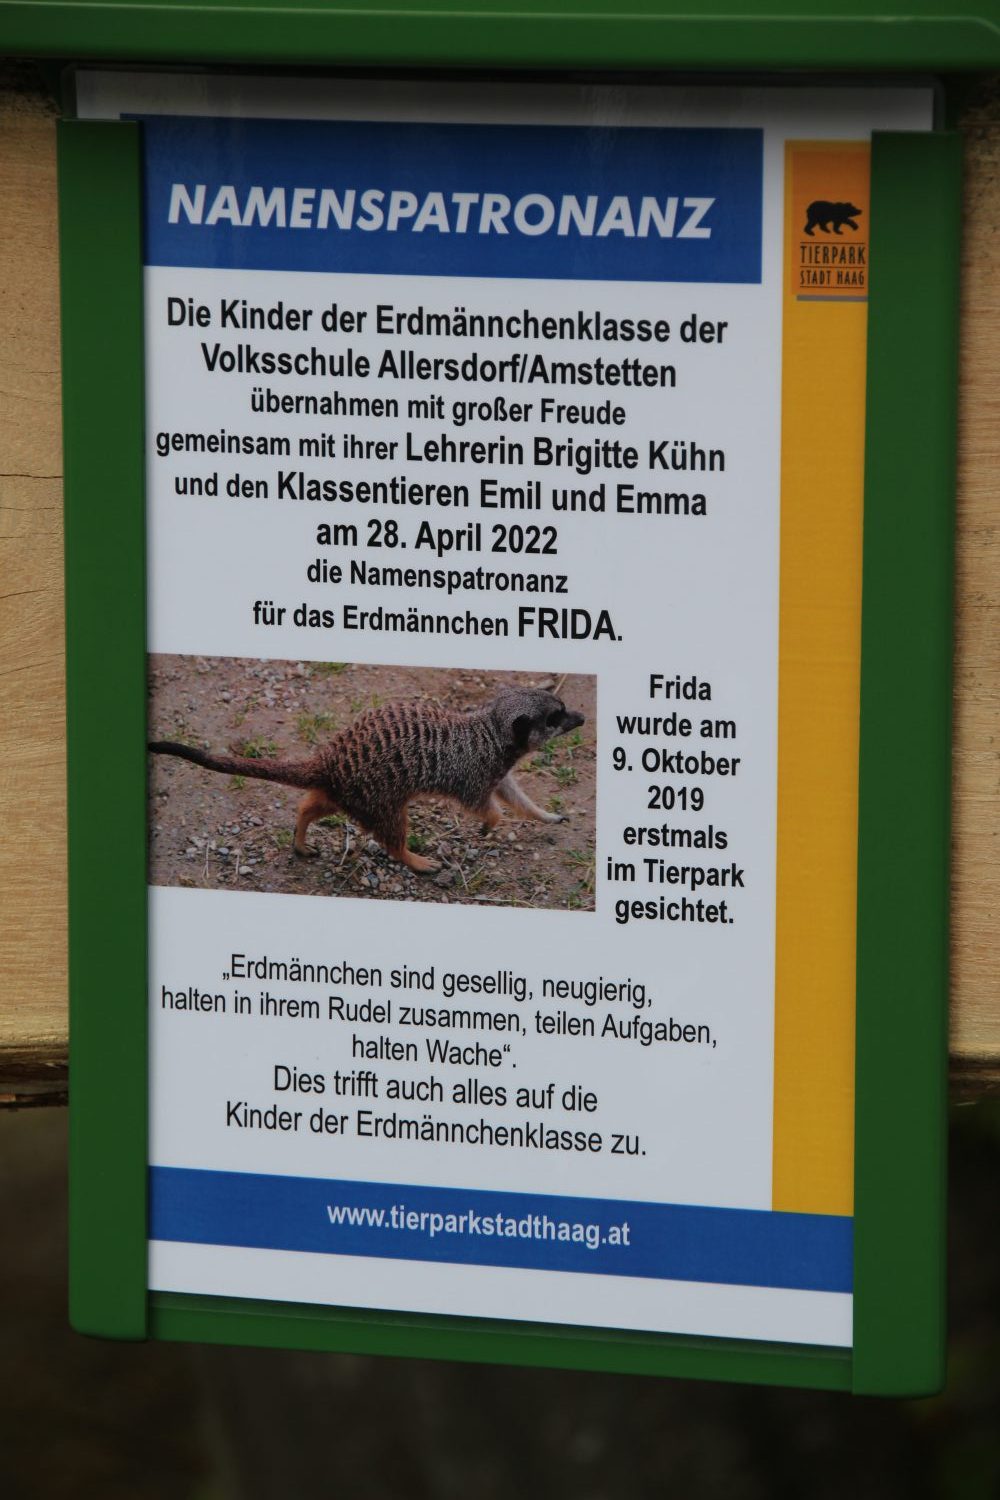 NAMENSPATRONANZ
TIERPARK
STADT HAAG
Die Kinder der Erdmännchenklasse der
Volksschule Allersdorf/Amstetten
übernahmen mit großer Freude
gemeinsam mit ihrer Lehrerin Brigitte Kühn
und den Klassentieren Emil und Emma
am 28. April 2022
die Namenspatronanz
für das Erdmännchen FRIDA.
Frida
wurde am
9. Oktober
2019
erstmals
im Tierpark
gesichtet.
„Erdmännchen sind gesellig, neugierig,
halten in ihrem Rudel zusammen, teilen Aufgaben,
halten Wache“.
Dies trifft auch alles auf die
Kinder der Erdmännchenklasse zu.
www.tierparkstadthaag.at